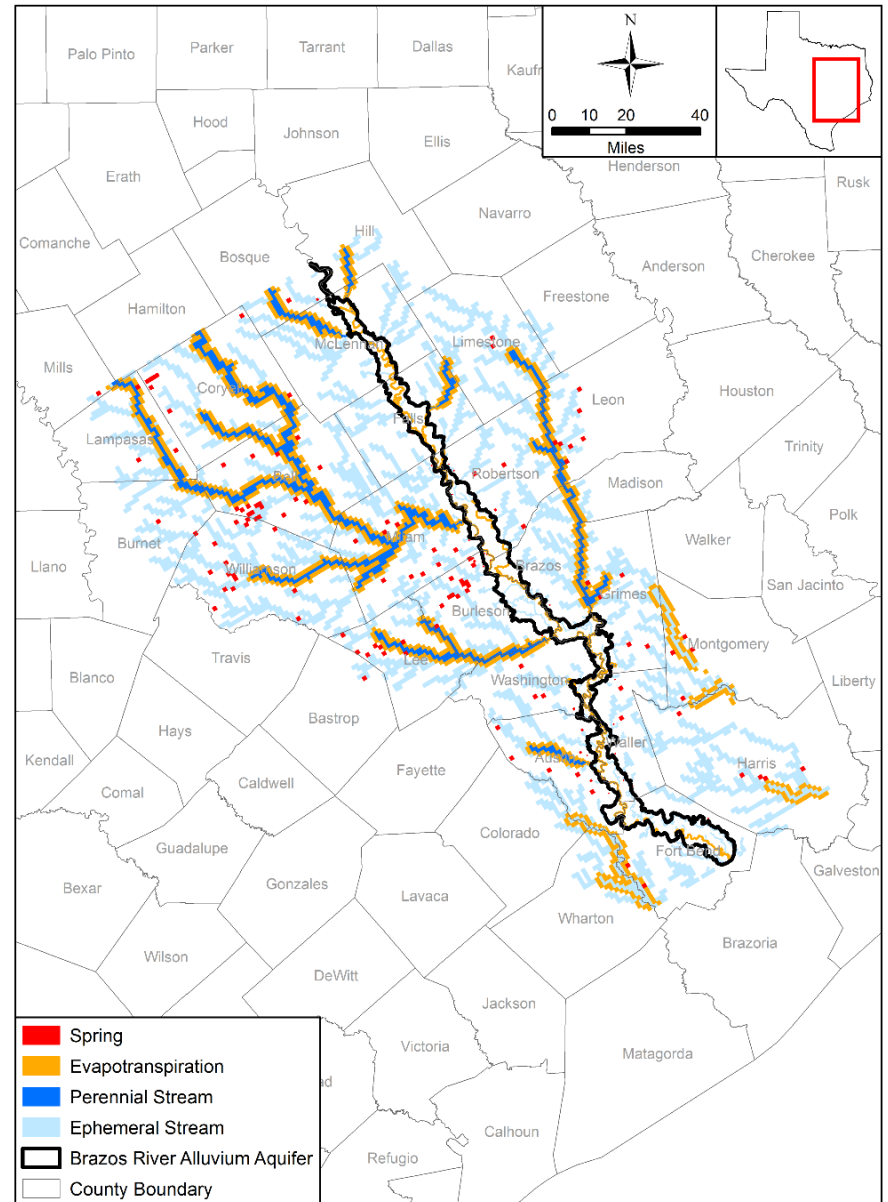 Palo Pinto
Parker
Tarrant
Dallas
Kaufm
N
0 10 20 40
Miles
Hood
Johnson
Ellis
Henderson
Rusk
Erath
Navarro
Comanche
Hill
Bosque
Cherokee
Anderson
Hamilton
Freestone
McLennan
Limestone
Mills
Coryell
Houston
Leon
Lampasas
Falls
Trinity
Bell
Robertson
Madison
Polk
Burnet
Milam
Walker
Llano
Williamson
Brazos
San Jacinto
Grimes
Burleson
Montgomery
Travis
Lee
Blanco
Washington
Liberty
Bastrop
Hays
Waller
Kendall
Austin
Harris
Fayette
Caldwell
Comal
Colorado
Guadalupe
Fort Bend
Galveston
Bexar
Gonzales
Lavaca
Wharton
Brazoria
Wilson
DeWitt
Jackson
Victoria
Matagorda
ad
Calhoun
Refugio
Spring
Evapotranspiration
Perennial Stream
Ephemeral Stream
Brazos River Alluvium Aquifer
County Boundary